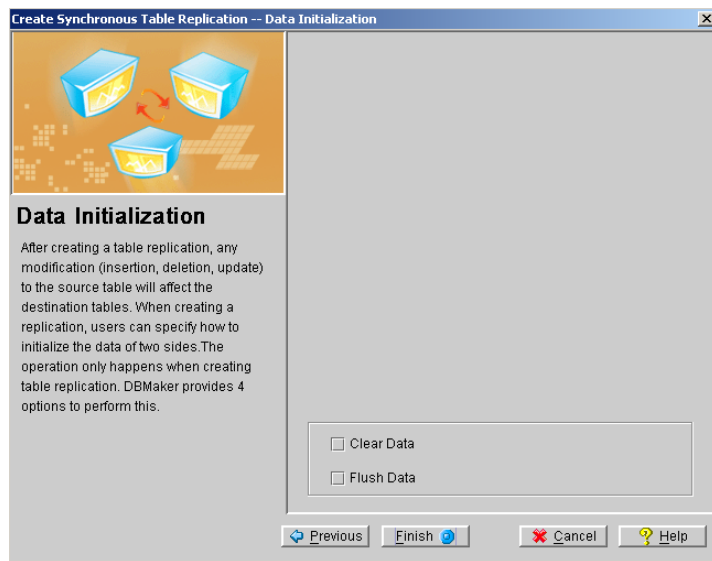 Create Synchronous Table Replication -- Data Initialization
Data Initialization
After creating a table replication, any
modification (insertion, deletion, update)
to the source table will affect the
destination tables. When creating a
replication, users can specify how to
initialize the data of two sides.The
operation only happens when creating
table replication. DBMaker provides 4
options to perform this.
Clear Data
Flush Data
Previous Finish Cancel Help